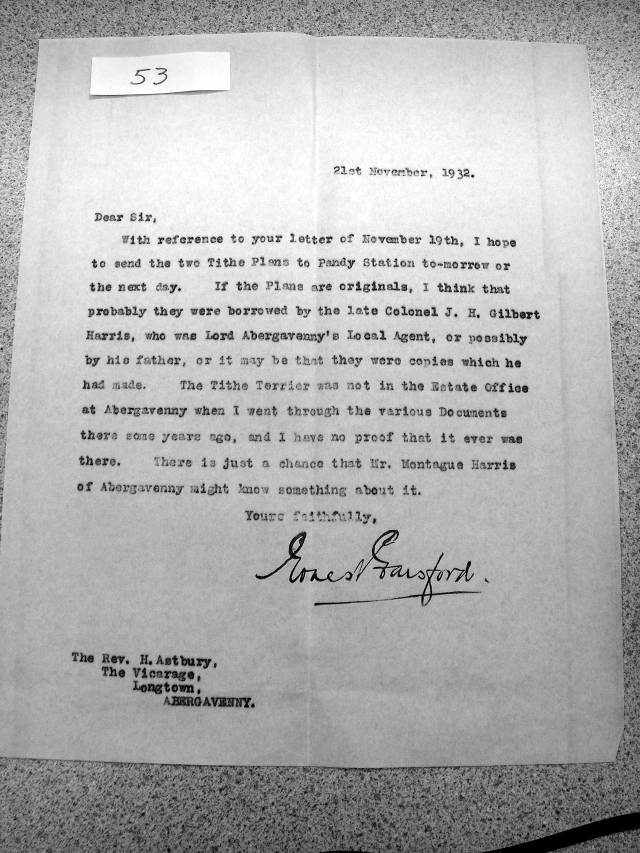 53
21st November, 1932.
Dear Sir,
With reference to your letter of November 19th, I hope
to send the two Tithe Plans to Pandy Station to-morrow or
the next day. If the Plans are originals, I think that
probably they were borrowed by the late Colonel J. H. Gilbert
Harris, who was Lord Abergavenny's Local Agent, or possibly
by his father, or it may be that they were copies which he
had made. The Tithe Terrier was not in the Estate Office
at Abergavenny when I went through the various Documents
there some years ago, and I have no proof that it ever was
there. There is just a chance that Mr. Montague Harris
of Abergavenny might know something about it.
Yours faithfully,
Ernest
The Rev. H. Astbury,
The Vicarage,
Longtown,
ABERGAVENNY.